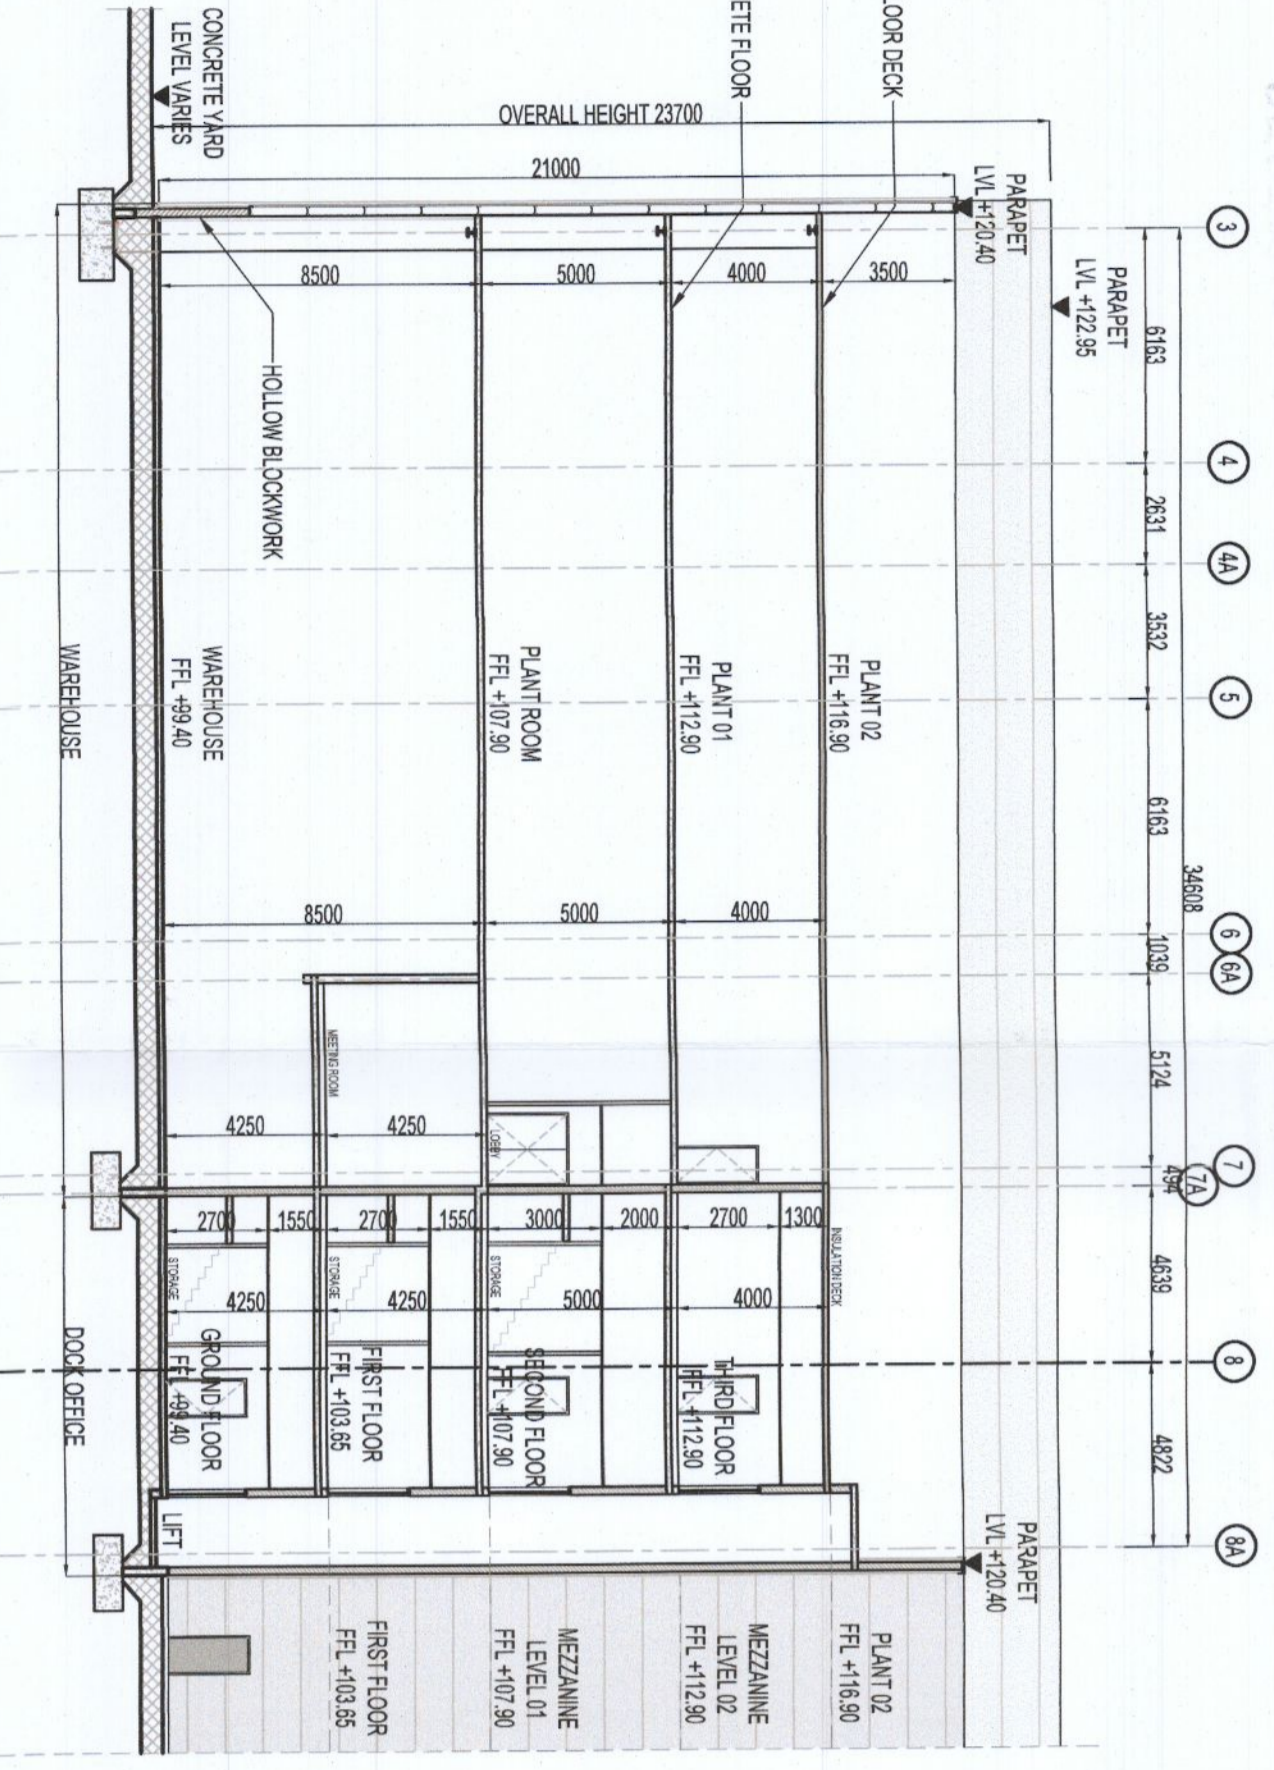 3
4
4A
5
6
6A
7
7A
8
8A
34608
6163
2631
3532
6163
1039
5124
494
4639
4822
PARAPET
LVL +122.95
PARAPET
LVL +120.40
PARAPET
LVL +120.40
OVERALL HEIGHT 23700
21000
OOR DECK
ETE FLOOR
3500
4000
5000
8500
PLANT 02
FFL +116.90
PLANT 01
FFL +112.90
PLANT ROOM
FFL +107.90
WAREHOUSE
FFL +99.40
4000
5000
8500
HOLLOW BLOCKWORK
CONCRETE YARD
LEVEL VARIES
MEETING ROOM
4250
4250
LOBBY
INSULATION DECK
1300
2700
2000
3000
1550
2700
1550
2700
4000
5000
4250
4250
STORAGE
STORAGE
STORAGE
THIRD FLOOR
FFL +112.90
SECOND FLOOR
FFL +107.90
FIRST FLOOR
FFL +103.65
GROUND FLOOR
FFL +99.40
LIFT
PLANT 02
FFL +116.90
MEZZANINE
LEVEL 02
FFL +112.90
MEZZANINE
LEVEL 01
FFL +107.90
FIRST FLOOR
FFL +103.65
WAREHOUSE
DOCK OFFICE